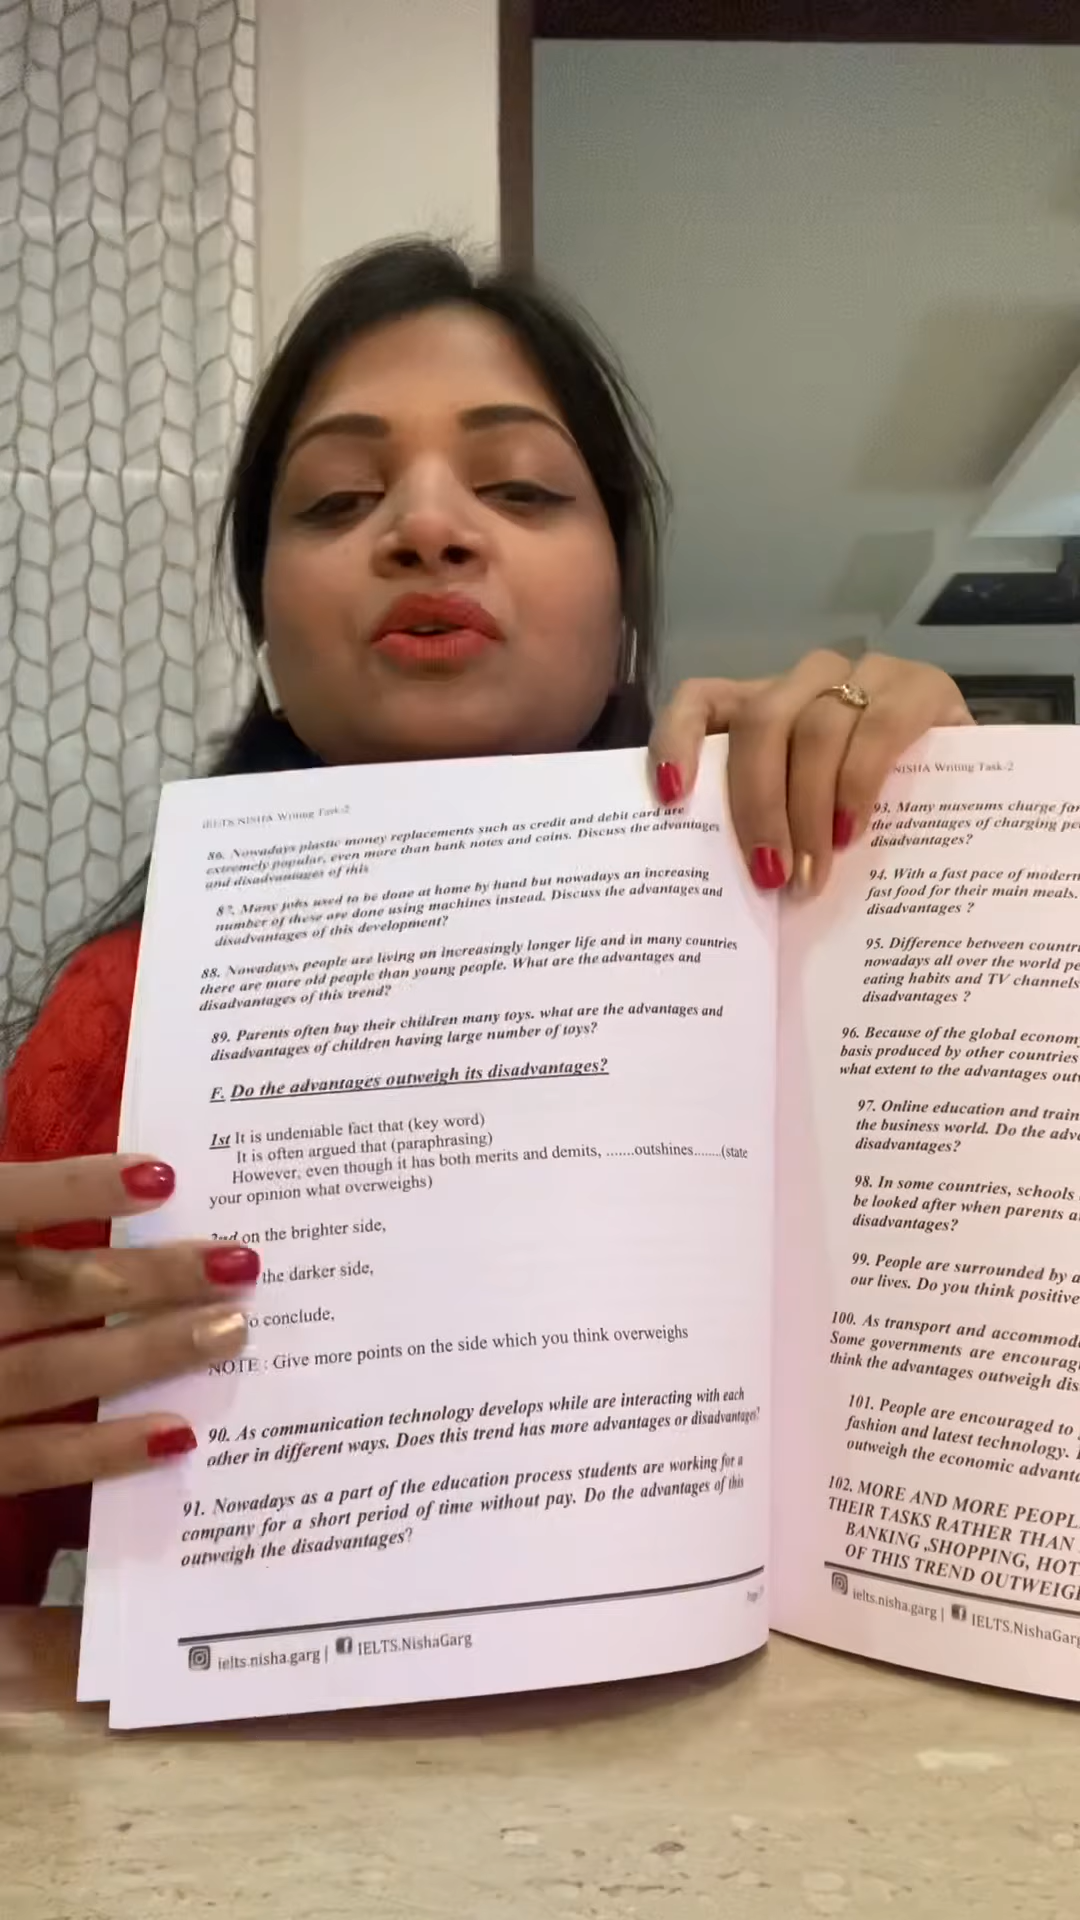 IELTS NISHA Writing Task-2
86. Nowadays plastic money replacements such as credit and debit card are
extremely popular, even more than bank notes and coins. Discuss the advantages
and disadvantages of this
87. Many jobs used to be done at home by hand but nowadays an increasing
number of these are done using machines instead. Discuss the advantages and
disadvantages of this development?
88. Nowadays, people are living an increasingly longer life and in many countries
there are more old people than young people. What are the advantages and
disadvantages of this trend?
89. Parents often buy their children many toys. what are the advantages and
disadvantages of children having large number of toys?
F. Do the advantages outweigh its disadvantages?
1st It is undeniable fact that (key word)
It is often argued that (paraphrasing)
However, even though it has both merits and demits, .......outshines.......(state
your opinion what overweighs)
2nd on the brighter side,
the darker side,
o conclude,
NOTE : Give more points on the side which you think overweighs
90. As communication technology develops while are interacting with each
other in different ways. Does this trend has more advantages or disadvantages?
91. Nowadays as a part of the education process students are working for a
company for a short period of time without pay. Do the advantages of this
outweigh the disadvantages?
Page
ielts.nisha.garg | IELTS.NishaGarg
NISHA Writing Task-2
93. Many museums charge for
the advantages of charging pe
disadvantages?
94. With a fast pace of modern
fast food for their main meals.
disadvantages ?
95. Difference between countri
nowadays all over the world pe
eating habits and TV channels
disadvantages ?
96. Because of the global econom
basis produced by other countries
what extent to the advantages out
97. Online education and train
the business world. Do the adv
disadvantages?
98. In some countries, schools
be looked after when parents a
disadvantages?
99. People are surrounded by a
our lives. Do you think positive
100. As transport and accommod
Some governments are encourag
think the advantages outweigh dis
101. People are encouraged to
fashion and latest technology.
outweigh the economic advant
102. MORE AND MORE PEOPL
THEIR TASKS RATHER THAN
BANKING ,SHOPPING, HOT
OF THIS TREND OUTWEIG
ielts.nisha.garg | IELTS.NishaGarg